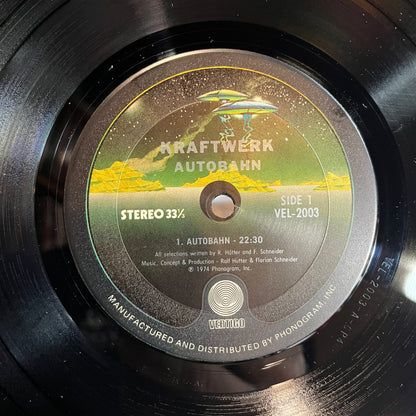 KRAFTWERK
AUTOBAHN
STEREO 33⅓
SIDE 1
VEL-2003
1. AUTOBAHN - 22:30
All selections written by R. Hütter and F. Schneider
Music, Concept & Production - Ralf Hütter & Florian Schneider
℗ 1974 Phonogram, Inc.
VERTIGO
MANUFACTURED AND DISTRIBUTED BY PHONOGRAM, INC.